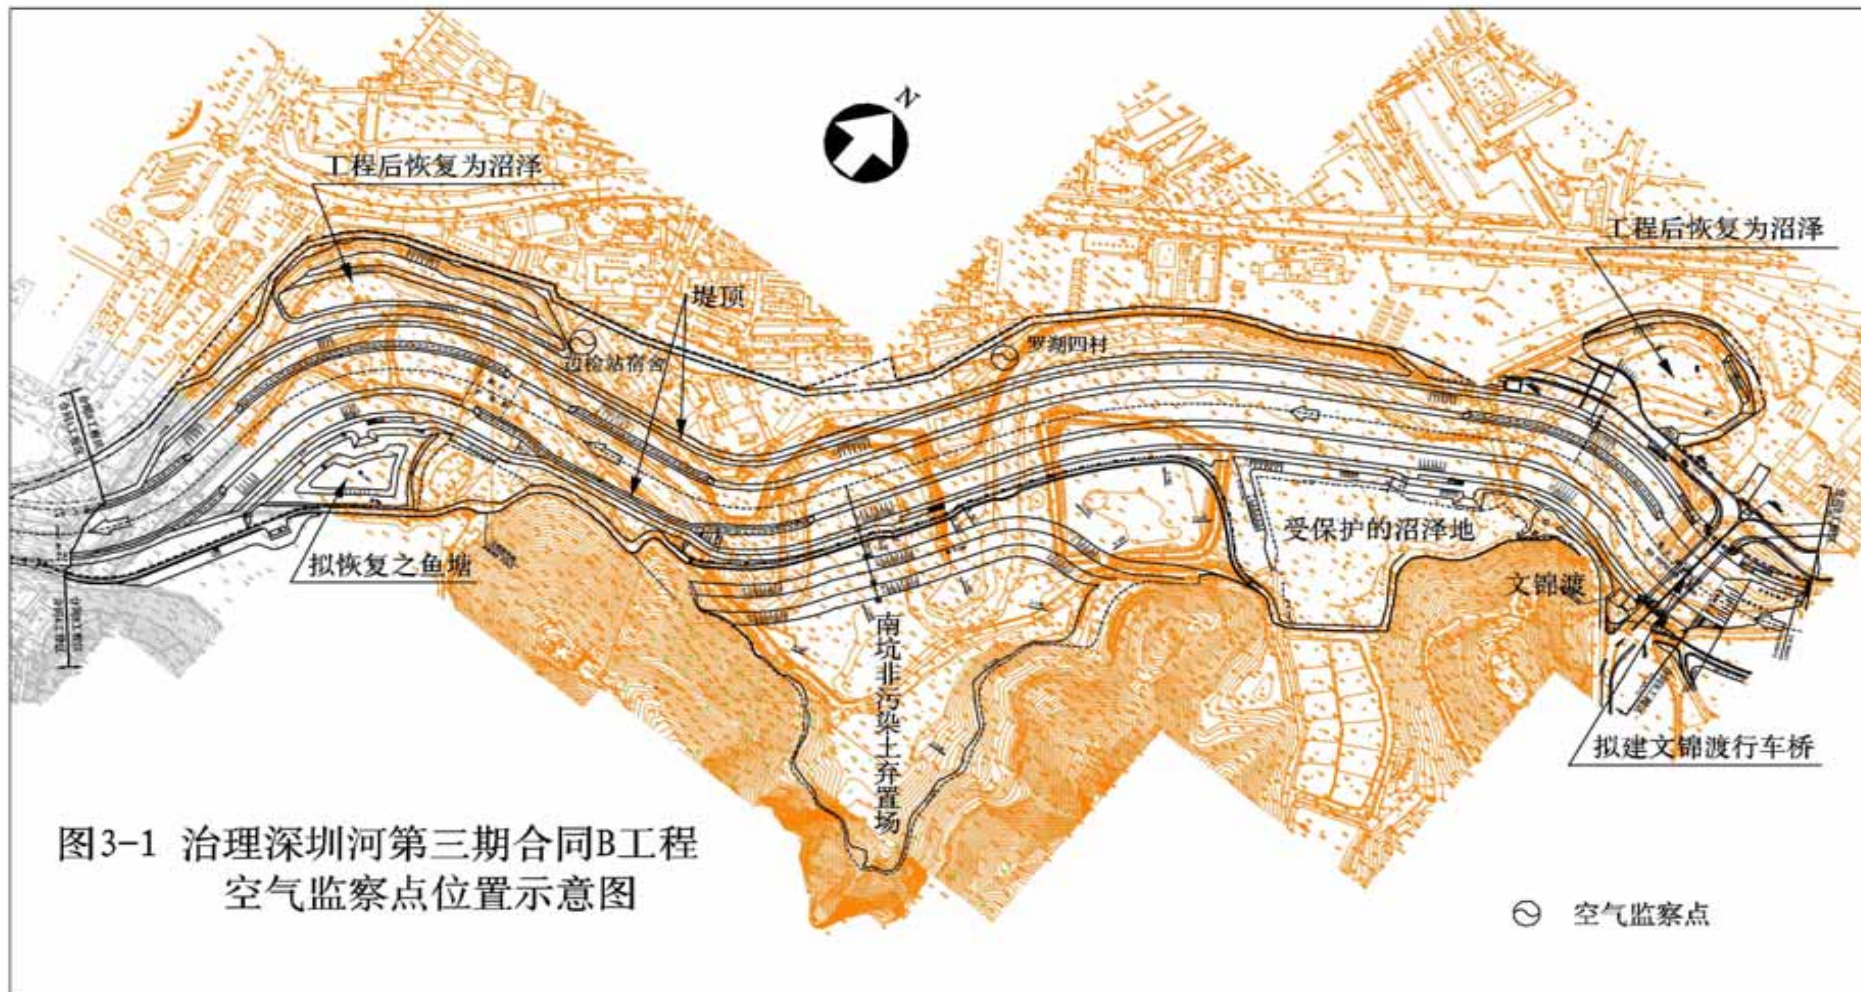 N
工程后恢复为沼泽
工程后恢复为沼泽
堤顶
罗湖四村
边检站宿舍
受保护的沼泽地
拟恢复之鱼塘
文锦渡
南坑非污染土弃置场
拟建文锦渡行车桥
图3-1 治理深圳河第三期合同B工程
空气监察点位置示意图
空气监察点